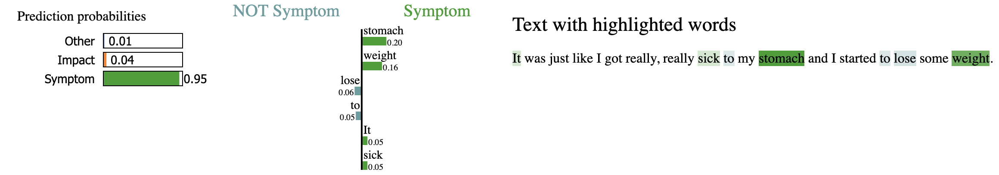 Prediction probabilities
Other 0.01
Impact 0.04
Symptom 0.95
NOT Symptom Symptom
stomach
0.20
weight
0.16
lose
0.06
to
0.05
It
0.05
sick
0.05
Text with highlighted words
It was just like I got really, really sick to my stomach and I started to lose some weight.